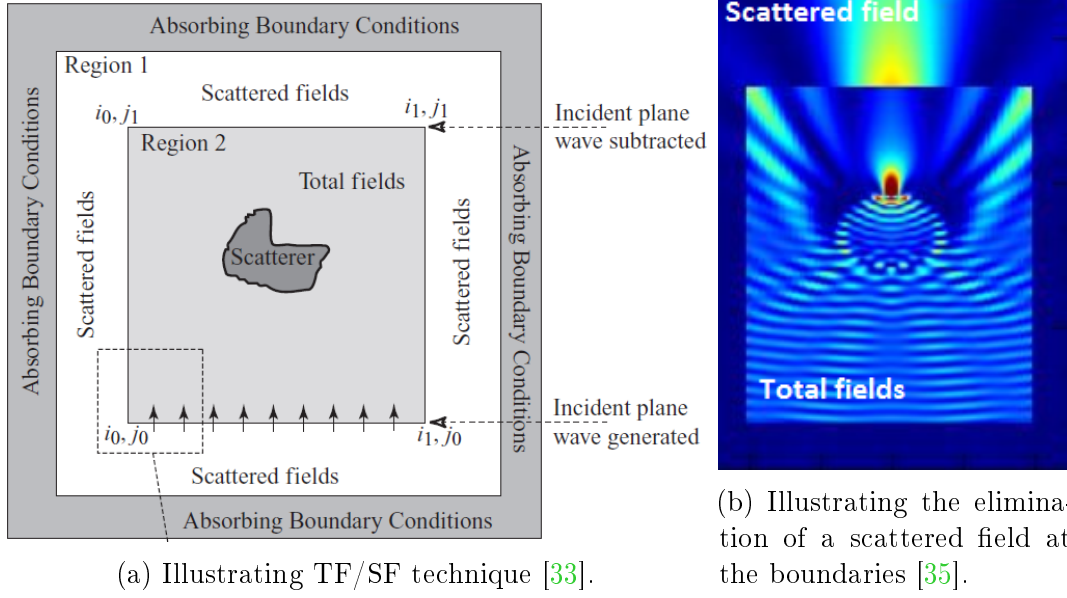 Absorbing Boundary Conditions
Region 1
Scattered fields
i0, j1
i1, j1
Region 2
Total fields
Scatterer
Absorbing Boundary Conditions
Scattered fields
Scattered fields
Absorbing Boundary Conditions
Incident plane
wave subtracted
i0, j0
i1, j0
Incident plane
wave generated
Scattered fields
Absorbing Boundary Conditions
(a) Illustrating TF/SF technique [33].
Scattered field
Total fields
(b) Illustrating the elimina-
tion of a scattered field at
the boundaries [35].